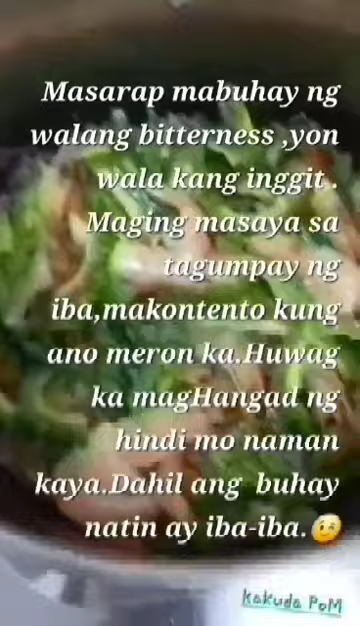 Masarap mabuhay ng
walang bitterness ,yon
wala kang inggit .
Maging masaya sa
tagumpay ng
iba,makontento kung
ano meron ka.Huwag
ka magHangad ng
hindi mo naman
kaya.Dahil ang buhay
natin ay iba-iba.🤕
kakuda PoM